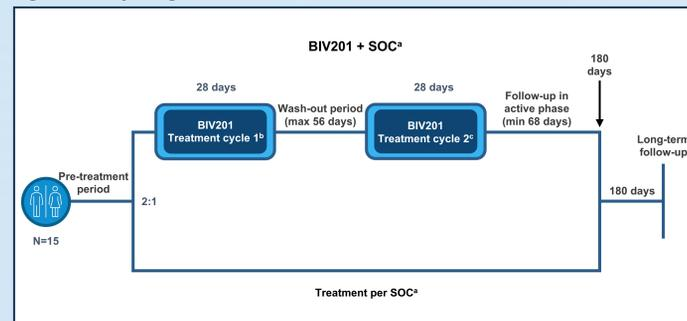 BIV201 + SOCᵃ
180
days
28 days
28 days
Follow-up in
active phase
(min 68 days)
Wash-out period
(max 56 days)
BIV201
Treatment cycle 1ᵇ
BIV201
Treatment cycle 2ᶜ
Long-term
follow-up
Pre-treatment
period
2:1
180 days
N=15
Treatment per SOCᵃ